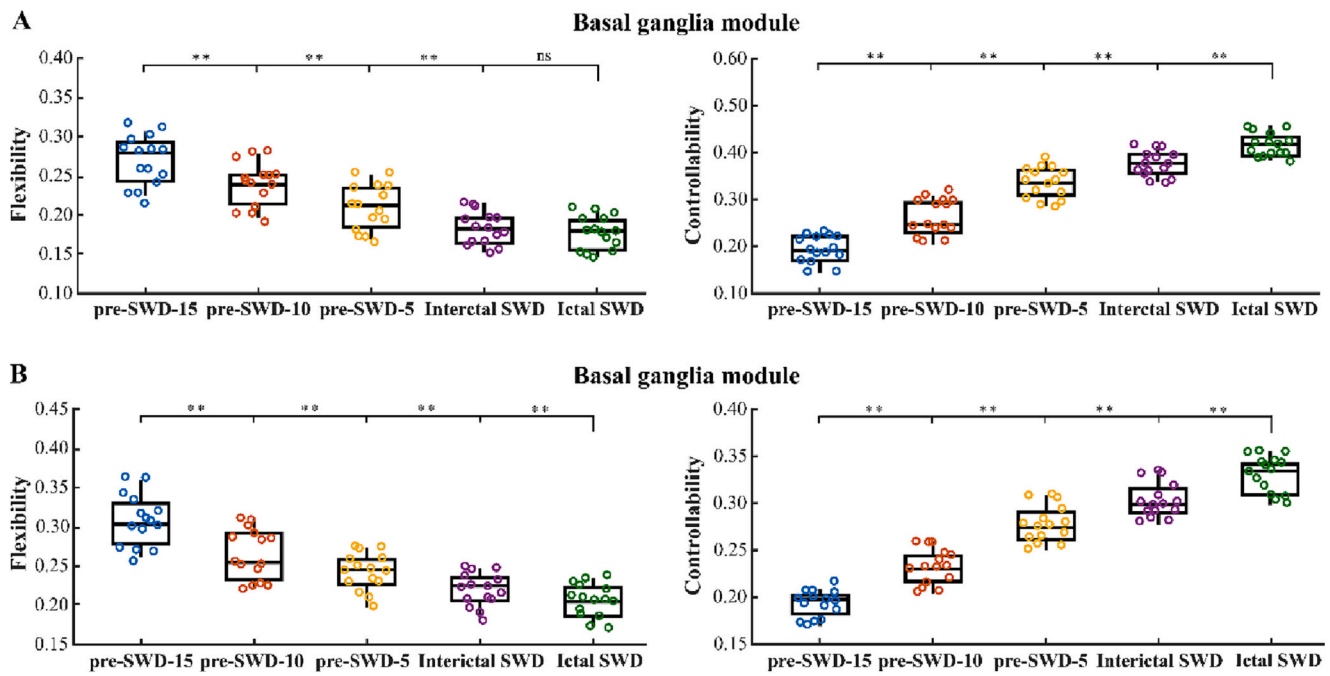 A
Basal ganglia module
0.40
0.35
0.30
0.25
0.20
0.15
0.10
Flexibility
** ** ** ns
pre-SWD-15 pre-SWD-10 pre-SWD-5 Interctal SWD Ictal SWD
0.60
0.50
0.40
0.30
0.20
0.10
Controllability
** ** ** **
pre-SWD-15 pre-SWD-10 pre-SWD-5 Interctal SWD Ictal SWD
B
Basal ganglia module
0.45
0.40
0.35
0.30
0.25
0.20
0.15
Flexibility
** ** ** **
pre-SWD-15 pre-SWD-10 pre-SWD-5 Interictal SWD Ictal SWD
0.40
0.35
0.30
0.25
0.20
0.15
Controllability
** ** ** **
pre-SWD-15 pre-SWD-10 pre-SWD-5 Interictal SWD Ictal SWD